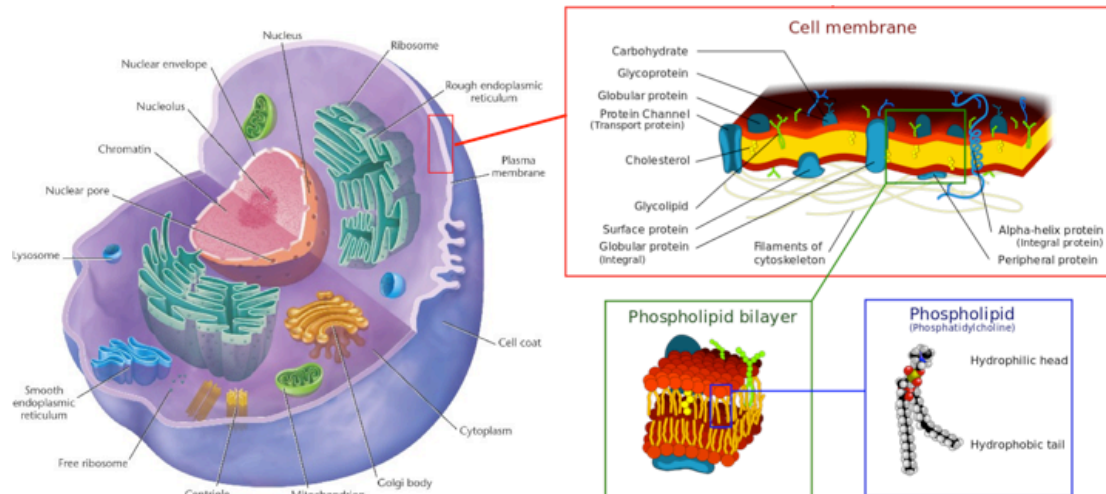 Nucleus
Ribosome
Nuclear envelope
Rough endoplasmic
reticulum
Nucleolus
Chromatin
Plasma
membrane
Nuclear pore
Lysosome
Cell coat
Smooth
endoplasmic
reticulum
Cytoplasm
Free ribosome
Golgi body
Centriole
Mitochondrion
Cell membrane
Carbohydrate
Glycoprotein
Globular protein
Protein Channel
(Transport protein)
Cholesterol
Glycolipid
Surface protein
Globular protein
(Integral)
Filaments of
cytoskeleton
Alpha-helix protein
(Integral protein)
Peripheral protein
Phospholipid bilayer
Phospholipid
(Phosphatidylcholine)
Hydrophilic head
Hydrophobic tail